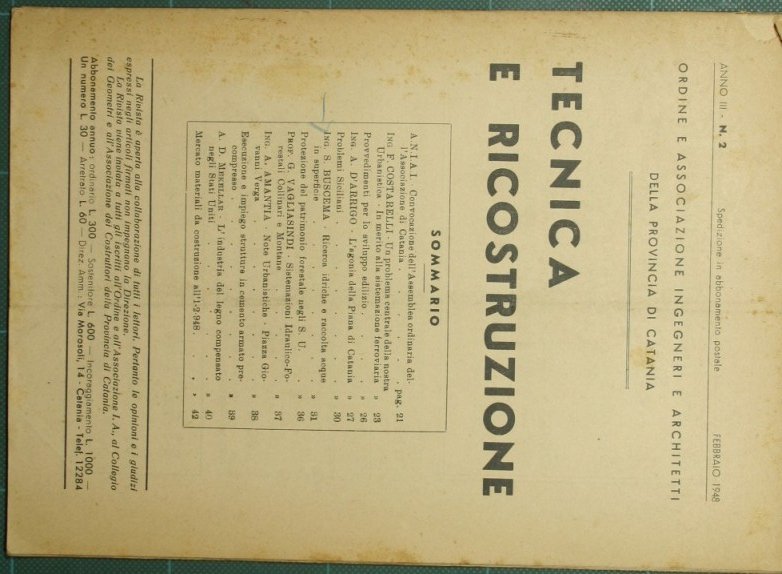 ANNO III - N. 2 Spedizione in abbonamento postale FEBBRAIO 1948
ORDINE E ASSOCIAZIONE INGEGNERI E ARCHITETTI
DELLA PROVINCIA DI CATANIA
TECNICA
E RICOSTRUZIONE
SOMMARIO
A.N.I.A.I. Convocazione dell'Assemblea ordinaria del-
l'Associazione di Catania . . . . pag. 21
Ing. F. COSTARELLI - Un problema centrale della nostra
Urbanistica - In merito alla sistemazione ferroviaria » 23
Provvedimenti per lo sviluppo edilizio . . . » 26
Ing. A. D'ARRIGO - L'agonia della Piana di Catania » 27
Problemi Siciliani . . . . . » 30
Ing. S. BUSCEMA - Ricerca idriche e raccolta acque
in superficie . . . . . . » 31
Protezione del patrimonio forestale negli S. U. » 36
Prof. G. VAGLIASINDI - Sistemazioni Idraulico-Fo-
restali Collinari e Montane . . . . » 37
Ing. A. AMANTIA - Note Urbanistiche - Piazza Gio-
vanni Verga . . . . . . » 38
Esecuzione e impiego struttura in cemento armato pre-
compresso . . . . . . » 39
A. D. MEKELLAR - L'industria del legno compensato
negli Stati Uniti . . . . . » 40
Mercato materiali da costruzione all'1-2-948 . . » 42
La Rivista è aperta alla collaborazione di tutti i lettori. Pertanto le opinioni e i giudizi
espressi negli articoli firmati non impegnano la Direzione.
La Rivista viene inviata a tutti gli iscritti all'Ordine e all'Associazione I. A., al Collegio
dei Geometri e all'Associazione dei Costruttori della Provincia di Catania.
Abbonamento annuo: ordinario L. 300 — Sostenitore L. 600 — Incoraggiamento L. 1000 —
Un numero L. 30 — Arretrato L. 60 — Direz. Amm.: Via Morosoli, 14 - Catania - Telef. 12284